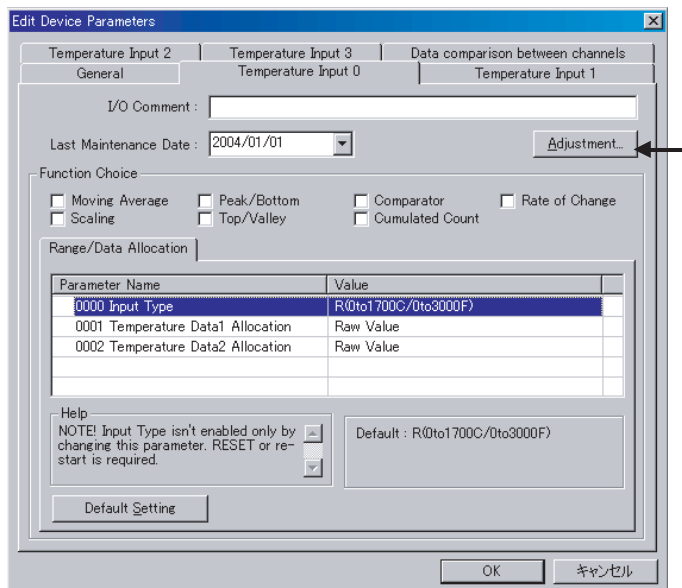 Edit Device Parameters
Temperature Input 2
Temperature Input 3
Data comparison between channels
General
Temperature Input 0
Temperature Input 1
I/O Comment :
Last Maintenance Date :
2004/01/01
Adjustment...
Function Choice
Moving Average
Peak/Bottom
Comparator
Rate of Change
Scaling
Top/Valley
Cumulated Count
Range/Data Allocation
Parameter Name
Value
0000 Input Type
R(0to1700C/0to3000F)
0001 Temperature Data1 Allocation
Raw Value
0002 Temperature Data2 Allocation
Raw Value
Help
NOTE! Input Type isn't enabled only by
changing this parameter. RESET or re-
start is required.
Default : R(0to1700C/0to3000F)
Default Setting
OK
キャンセル